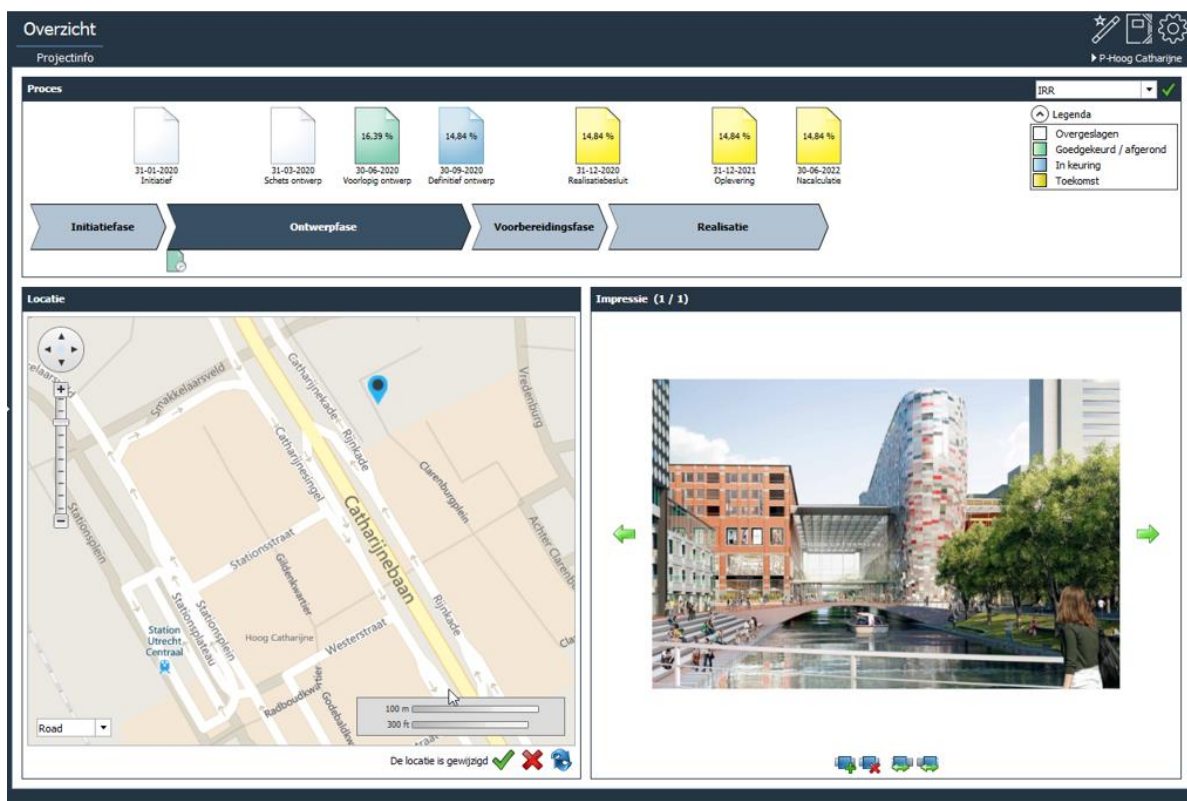 Overzicht
Projectinfo
P-Hoog Catharijne
Proces
IRR
Legenda
Overgeslagen
Goedgekeurd / afgerond
In keuring
Toekomst
16,39 %
14,84 %
14,84 %
14,84 %
14,84 %
31-01-2020
Initiatief
31-03-2020
Schets ontwerp
30-06-2020
Voorlopig ontwerp
30-09-2020
Definitief ontwerp
31-12-2020
Realisatiebesluit
31-12-2021
Oplevering
30-06-2022
Nacalculatie
Initiatiefase
Ontwerpfase
Voorbereidingsfase
Realisatie
Locatie
Smakkelaarsveld
Catharijnekade
Rijnkade
Vredenburg
Catharijnesingel
Clarenburgplein
Catharijnebaan
Achter Clarenb
Stationsplein
Stationsstraat
Gildenkwartier
Stationsplateau
Stationsplein
Rijnkade
Station
Utrecht
Centraal
Hoog Catharijne
Westerstraat
Radboudkwartier
Godebaldkw
100 m
300 ft
Road
De locatie is gewijzigd
Impressie (1 / 1)